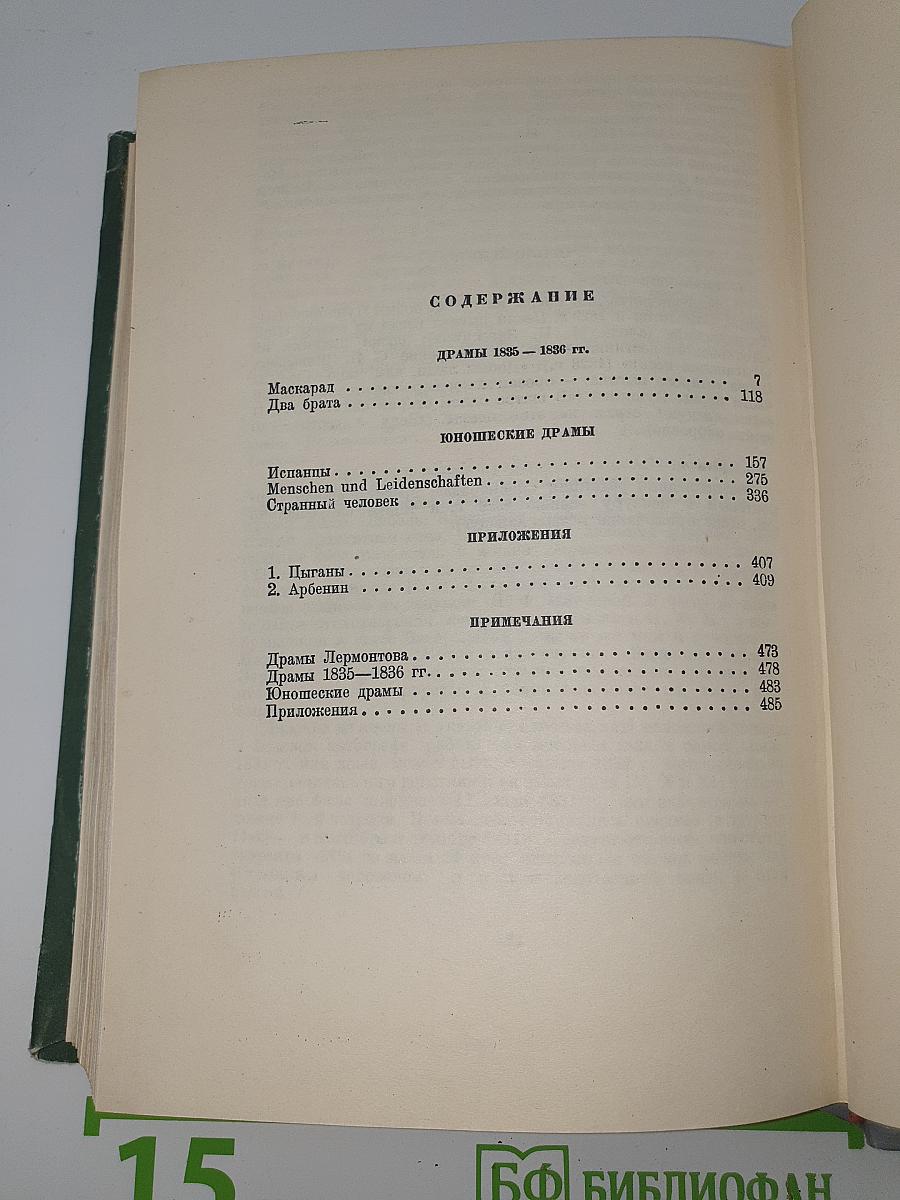 СОДЕРЖАНИЕ
ДРАМЫ 1835 — 1836 гг.
Маскарад . . . . . . . . . . . . . . . . . . . . . . . . . . . . . . . . 7
Два брата . . . . . . . . . . . . . . . . . . . . . . . . . . . . . . . . 118
ЮНОШЕСКИЕ ДРАМЫ
Испанцы . . . . . . . . . . . . . . . . . . . . . . . . . . . . . . . . 157
Menschen und Leidenschaften . . . . . . . . . . . . . . . . . . . . . 275
Странный человек . . . . . . . . . . . . . . . . . . . . . . . . . . . 336
ПРИЛОЖЕНИЯ
1. Цыганы . . . . . . . . . . . . . . . . . . . . . . . . . . . . . . . . 407
2. Арбенин . . . . . . . . . . . . . . . . . . . . . . . . . . . . . . . . 409
ПРИМЕЧАНИЯ
Драмы Лермонтова . . . . . . . . . . . . . . . . . . . . . . . . . . . 473
Драмы 1835—1836 гг. . . . . . . . . . . . . . . . . . . . . . . . . . 478
Юношеские драмы . . . . . . . . . . . . . . . . . . . . . . . . . . . 483
Приложения . . . . . . . . . . . . . . . . . . . . . . . . . . . . . . . 485
15 БФ БИБЛИОФАН